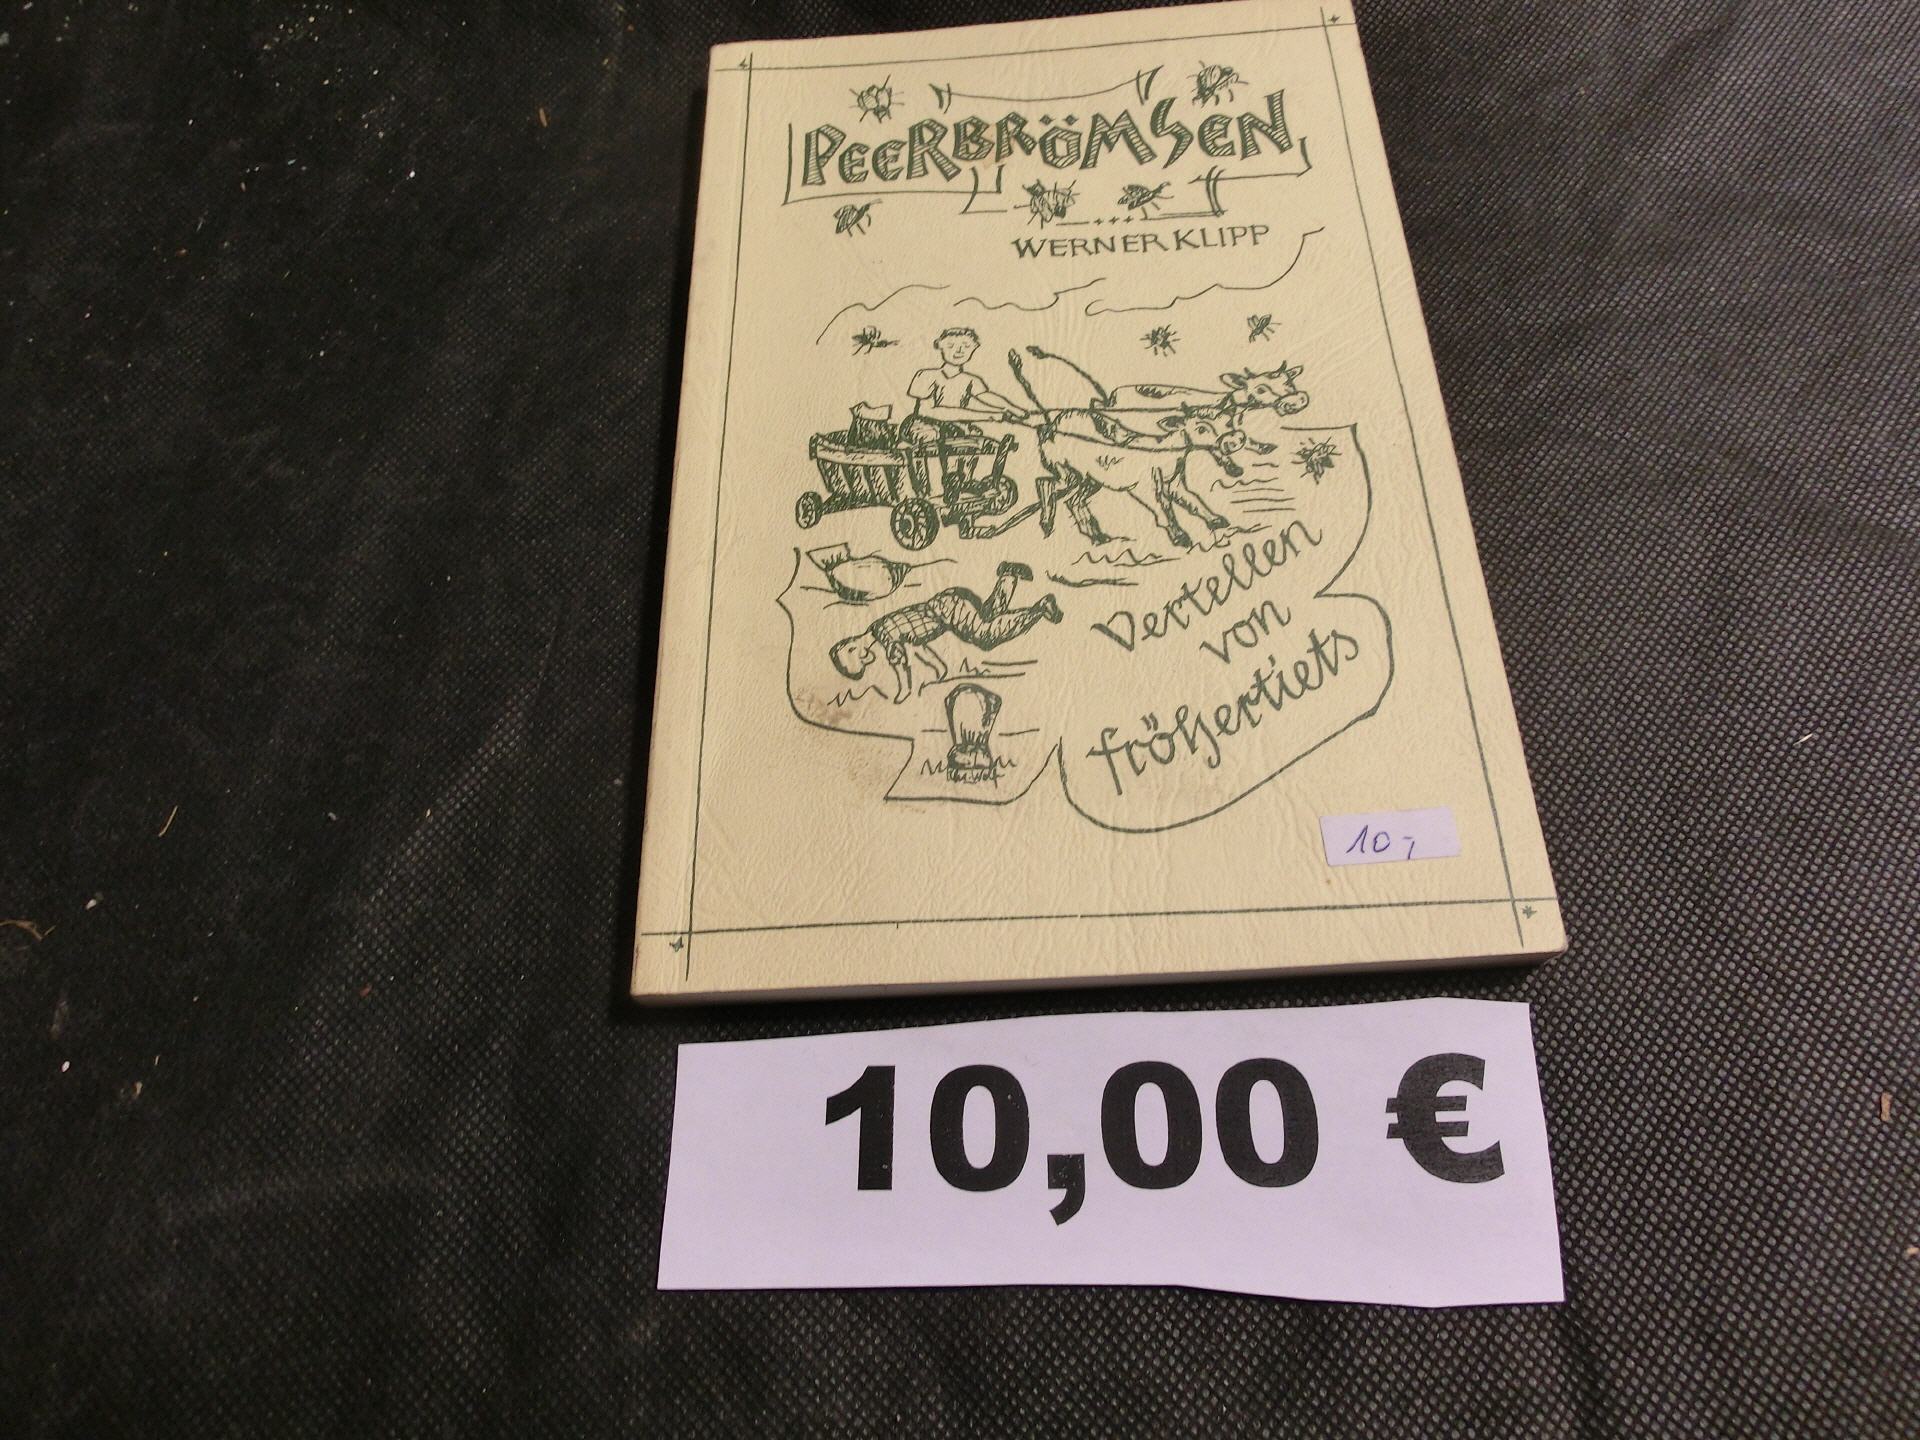 PEERBRÖMSEN
WERNER KLIPP
Vertellen
von
fröhertiets
10,-
10,00 €